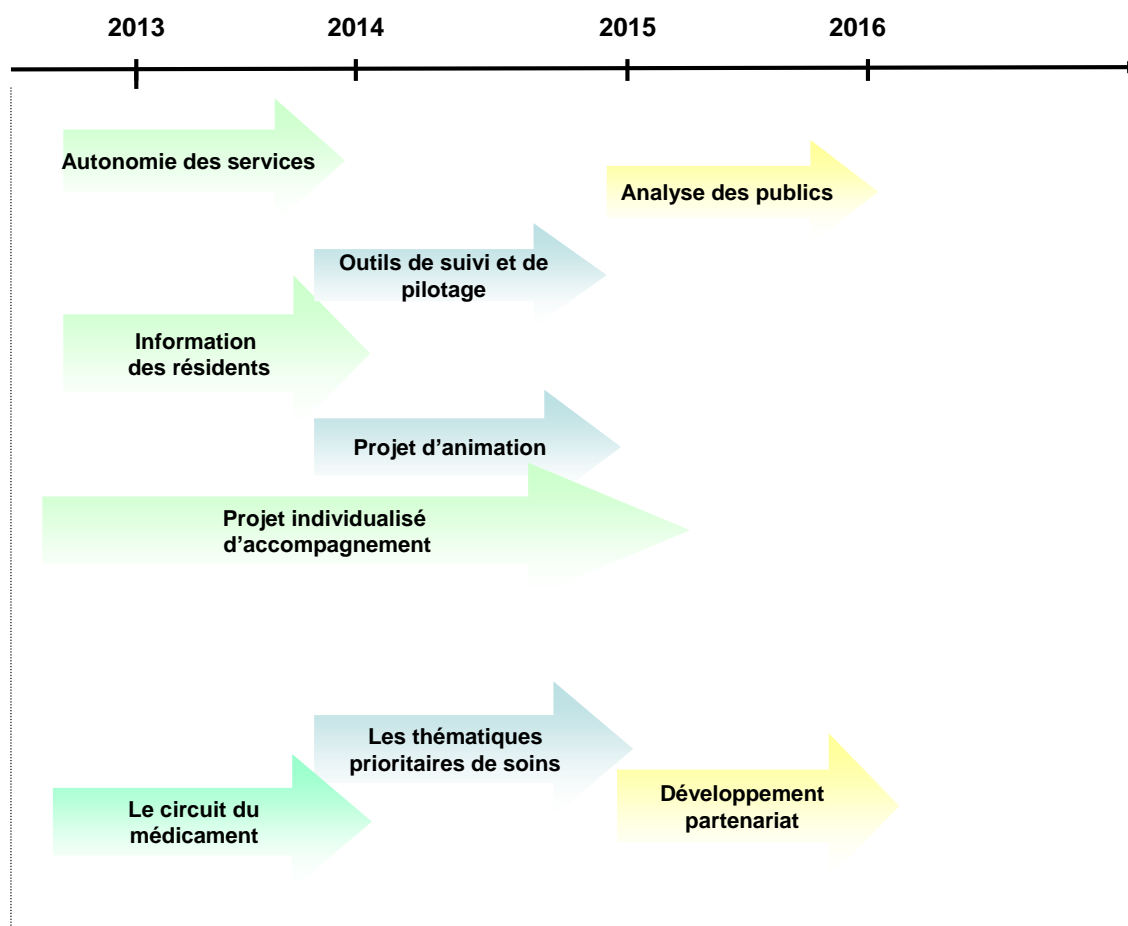 2013 2014 2015 2016
Autonomie des services
Analyse des publics
Outils de suivi et de
pilotage
Information
des résidents
Projet d’animation
Projet individualisé
d’accompagnement
Les thématiques
prioritaires de soins
Développement
partenariat
Le circuit du
médicament